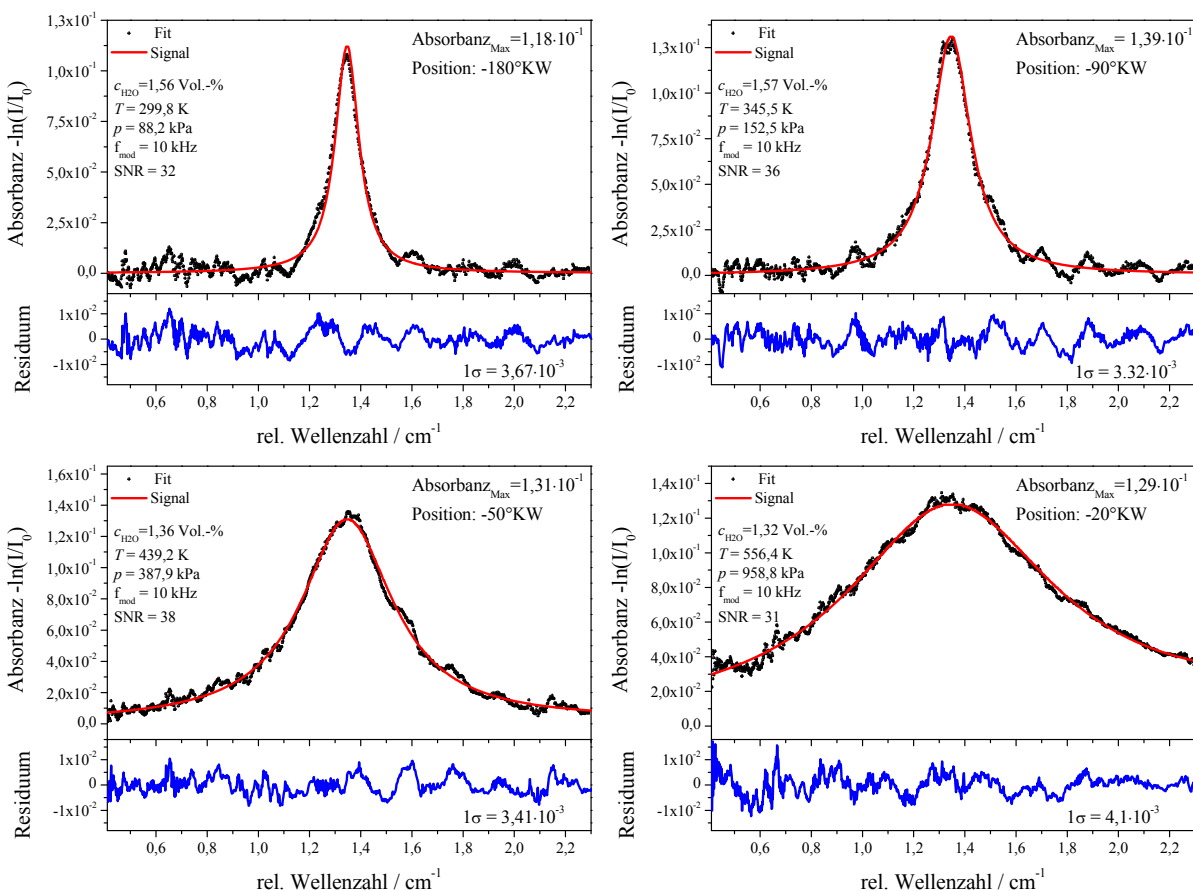 1,3x10⁻¹
1,0x10⁻¹
7,5x10⁻²
5,0x10⁻²
2,5x10⁻²
0,0
Absorbanz -ln(I/I₀)
Fit
Signal
c_H2O=1,56 Vol.-%
T = 299,8 K
p = 88,2 kPa
f_mod = 10 kHz
SNR = 32
Absorbanz_Max=1,18·10⁻¹
Position: -180°KW
1x10⁻²
0
-1x10⁻²
Residuum
1σ = 3,67·10⁻³
0,6 0,8 1,0 1,2 1,4 1,6 1,8 2,0 2,2
rel. Wellenzahl / cm⁻¹
1,3x10⁻¹
1,0x10⁻¹
7,5x10⁻²
5,0x10⁻²
2,5x10⁻²
0,0
Absorbanz -ln(I/I₀)
Fit
Signal
c_H2O=1,57 Vol.-%
T = 345,5 K
p = 152,5 kPa
f_mod = 10 kHz
SNR = 36
Absorbanz_Max= 1,39·10⁻¹
Position: -90°KW
1x10⁻²
0
-1x10⁻²
Residuum
1σ = 3.32·10⁻³
0,6 0,8 1,0 1,2 1,4 1,6 1,8 2,0 2,2
rel. Wellenzahl / cm⁻¹
1,6x10⁻¹
1,4x10⁻¹
1,2x10⁻¹
1,0x10⁻¹
8,0x10⁻²
6,0x10⁻²
4,0x10⁻²
2,0x10⁻²
0,0
Absorbanz -ln(I/I₀)
Fit
Signal
c_H2O=1,36 Vol.-%
T = 439,2 K
p = 387,9 kPa
f_mod = 10 kHz
SNR = 38
Absorbanz_Max=1,31·10⁻¹
Position: -50°KW
1x10⁻²
0
-1x10⁻²
Residuum
1σ = 3,41·10⁻³
0,6 0,8 1,0 1,2 1,4 1,6 1,8 2,0 2,2
rel. Wellenzahl / cm⁻¹
1,4x10⁻¹
1,2x10⁻¹
1,0x10⁻¹
8,0x10⁻²
6,0x10⁻²
4,0x10⁻²
2,0x10⁻²
0,0
Absorbanz -ln(I/I₀)
Fit
Signal
c_H2O=1,32 Vol.-%
T = 556,4 K
p = 958,8 kPa
f_mod = 10 kHz
SNR = 31
Absorbanz_Max=1,29·10⁻¹
Position: -20°KW
1x10⁻²
0
-1x10⁻²
Residuum
1σ = 4,1·10⁻³
0,6 0,8 1,0 1,2 1,4 1,6 1,8 2,0 2,2
rel. Wellenzahl / cm⁻¹